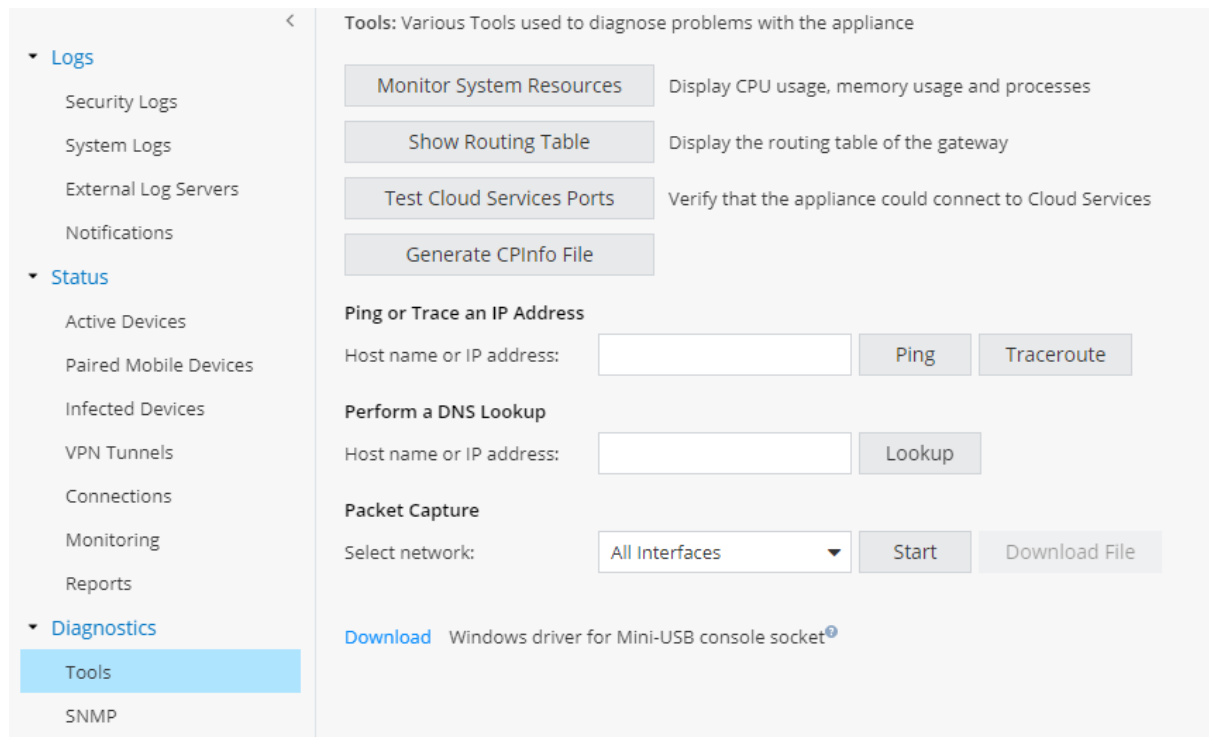 Logs
Security Logs
System Logs
External Log Servers
Notifications
Status
Active Devices
Paired Mobile Devices
Infected Devices
VPN Tunnels
Connections
Monitoring
Reports
Diagnostics
Tools
SNMP
Tools: Various Tools used to diagnose problems with the appliance
Monitor System Resources Display CPU usage, memory usage and processes
Show Routing Table Display the routing table of the gateway
Test Cloud Services Ports Verify that the appliance could connect to Cloud Services
Generate CPInfo File
Ping or Trace an IP Address
Host name or IP address: Ping Traceroute
Perform a DNS Lookup
Host name or IP address: Lookup
Packet Capture
Select network: All Interfaces Start Download File
Download Windows driver for Mini-USB console socket?